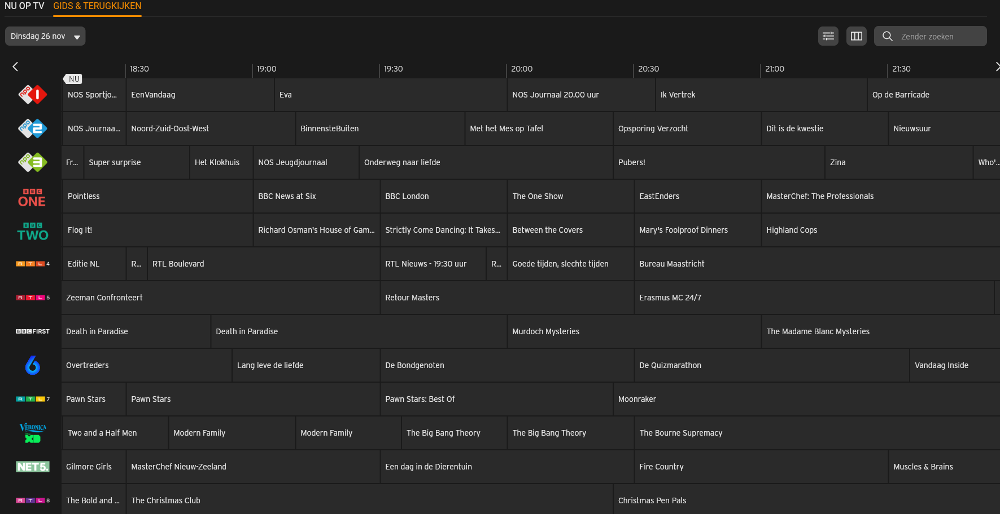 NU OP TV GIDS & TERUGKIJKEN
Dinsdag 26 nov Zender zoeken
18:30 19:00 19:30 20:00 20:30 21:00 21:30
NU
npo 1 NOS Sportjo... EenVandaag Eva NOS Journaal 20.00 uur Ik Vertrek Op de Barricade
npo 2 NOS Journaa... Noord-Zuid-Oost-West BinnensteBuiten Met het Mes op Tafel Opsporing Verzocht Dit is de kwestie Nieuwsuur
npo 3 Fr... Super surprise Het Klokhuis NOS Jeugdjournaal Onderweg naar liefde Pubers! Zina Who'...
BBC ONE Pointless BBC News at Six BBC London The One Show EastEnders MasterChef: The Professionals
BBC TWO Flog It! Richard Osman's House of Gam... Strictly Come Dancing: It Takes... Between the Covers Mary's Foolproof Dinners Highland Cops
RTL 4 Editie NL R... RTL Boulevard RTL Nieuws - 19:30 uur R... Goede tijden, slechte tijden Bureau Maastricht
RTL 5 Zeeman Confronteert Retour Masters Erasmus MC 24/7
BBC FIRST Death in Paradise Death in Paradise Murdoch Mysteries The Madame Blanc Mysteries
6 Overtreders Lang leve de liefde De Bondgenoten De Quizmarathon Vandaag Inside
RTL 7 Pawn Stars Pawn Stars Pawn Stars: Best Of Moonraker
VERONICA XD Two and a Half Men Modern Family Modern Family The Big Bang Theory The Big Bang Theory The Bourne Supremacy
NET5. Gilmore Girls MasterChef Nieuw-Zeeland Een dag in de Dierentuin Fire Country Muscles & Brains
RTL 8 The Bold and ... The Christmas Club Christmas Pen Pals